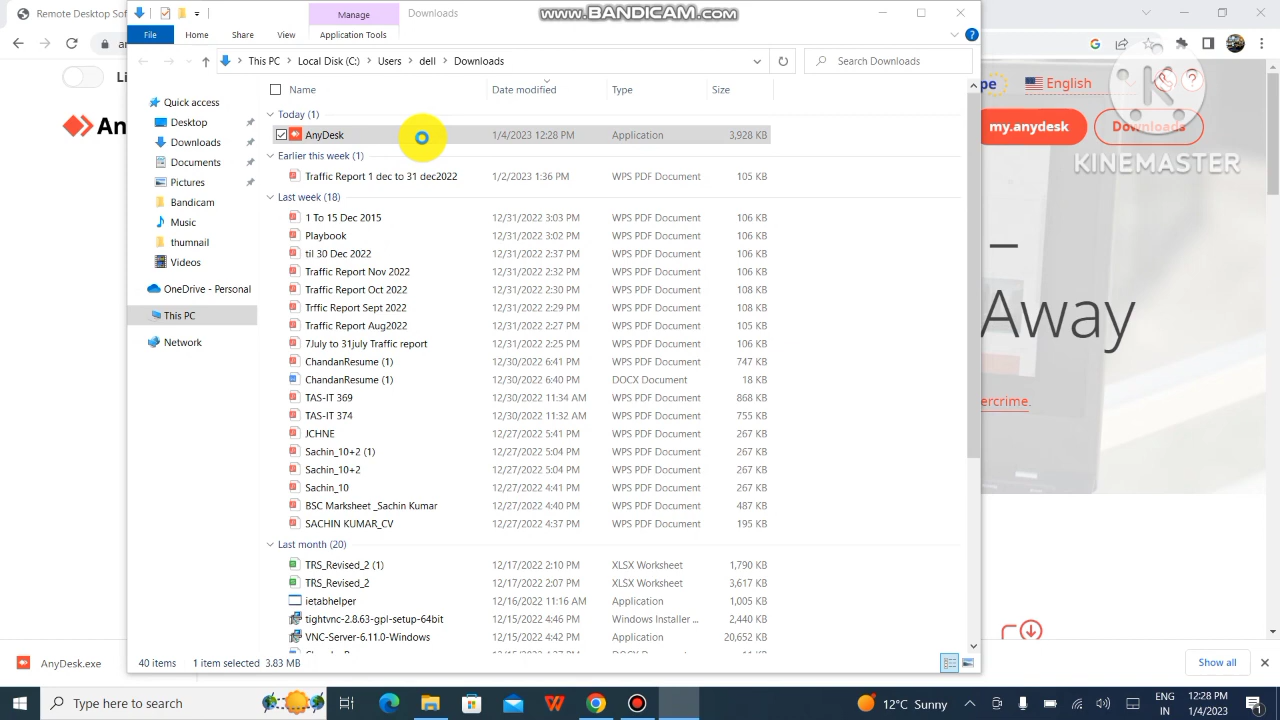 Remote Desktop Sof
Manage
Downloads
www.BANDICAM.com
File
Home
Share
View
Application Tools
This PC
Local Disk (C:)
Users
dell
Downloads
Search Downloads
Li
An
pe
English
my.anydesk
Downloads
KINEMASTER
Away
ercrime.
Quick access
Desktop
Downloads
Documents
Pictures
Bandicam
Music
thumnail
Videos
OneDrive - Personal
This PC
Network
Name Date modified Type Size
Today (1)
AnyDesk 1/4/2023 12:28 PM Application 3,928 KB
Earlier this week (1)
Traffic Report 1 dec to 31 dec2022 1/2/2023 1:36 PM WPS PDF Document 105 KB
Last week (18)
1 To 15 Dec 2015 12/31/2022 3:03 PM WPS PDF Document 106 KB
Playbook 12/31/2022 3:02 PM WPS PDF Document 106 KB
til 30 Dec 2022 12/31/2022 2:37 PM WPS PDF Document 106 KB
Traffic Report Nov 2022 12/31/2022 2:32 PM WPS PDF Document 106 KB
Traffic Report Oct 2022 12/31/2022 2:30 PM WPS PDF Document 108 KB
Trffic Report Sept 2022 12/31/2022 2:29 PM WPS PDF Document 108 KB
Traffic Report Aug2022 12/31/2022 2:27 PM WPS PDF Document 106 KB
7July to 31july Traffic report 12/31/2022 2:25 PM WPS PDF Document 106 KB
ChandanResume (1) 12/30/2022 6:41 PM WPS PDF Document 747 KB
ChandanResume (1) 12/30/2022 6:40 PM DOCX Document 18 KB
TAS-IT 369 12/30/2022 11:34 AM WPS PDF Document 868 KB
TAS-IT 374 12/30/2022 11:32 AM WPS PDF Document 755 KB
JCHNE 12/27/2022 5:41 PM WPS PDF Document 267 KB
Sachin_10+2 (1) 12/27/2022 5:04 PM WPS PDF Document 267 KB
Sachin_10+2 12/27/2022 5:04 PM WPS PDF Document 267 KB
Sachin_10 12/27/2022 4:41 PM WPS PDF Document 267 KB
BSC Marksheet _Sachin Kumar 12/27/2022 4:40 PM WPS PDF Document 487 KB
SACHIN KUMAR_CV 12/27/2022 4:37 PM WPS PDF Document 195 KB
Last month (20)
TRS_Revised_2 (1) 12/17/2022 2:10 PM XLSX Worksheet 1,790 KB
TRS_Revised_2 12/17/2022 2:07 PM XLSX Worksheet 3,617 KB
ietabhelper 12/16/2022 11:16 AM Application 1,005 KB
tightvnc-2.8.63-gpl-setup-64bit 12/15/2022 4:46 PM Windows Installer ... 2,440 KB
VNC-Server-6.11.0-Windows 12/15/2022 4:42 PM Application 20,652 KB
40 items 1 item selected 3.83 MB
AnyDesk.exe
Show all
Type here to search
12°C Sunny
ENG
IN
12:28 PM
1/4/2023
1